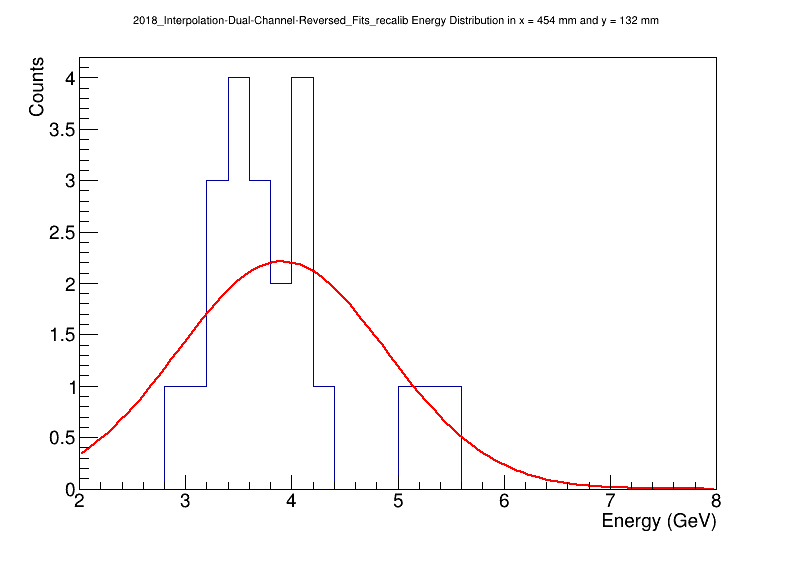 2018_Interpolation-Dual-Channel-Reversed_Fits_recalib Energy Distribution in x = 454 mm and y = 132 mm
Counts
4
3.5
3
2.5
2
1.5
1
0.5
0
2 3 4 5 6 7 8
Energy (GeV)